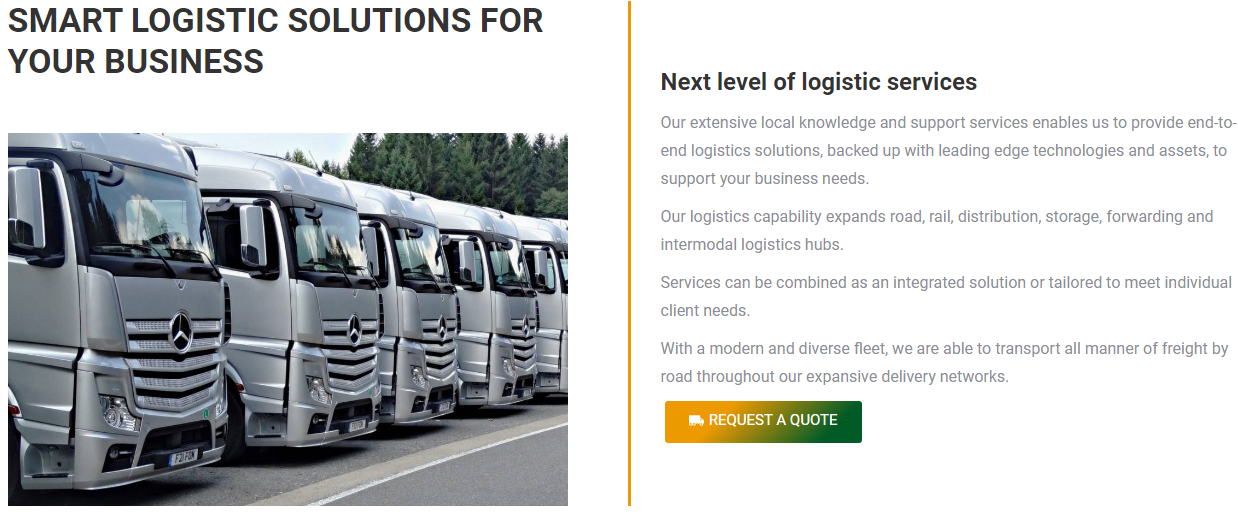 SMART LOGISTIC SOLUTIONS FOR
YOUR BUSINESS
Next level of logistic services
Our extensive local knowledge and support services enables us to provide end-to-
end logistics solutions, backed up with leading edge technologies and assets, to
support your business needs.
Our logistics capability expands road, rail, distribution, storage, forwarding and
intermodal logistics hubs.
Services can be combined as an integrated solution or tailored to meet individual
client needs.
With a modern and diverse fleet, we are able to transport all manner of freight by
road throughout our expansive delivery networks.
REQUEST A QUOTE